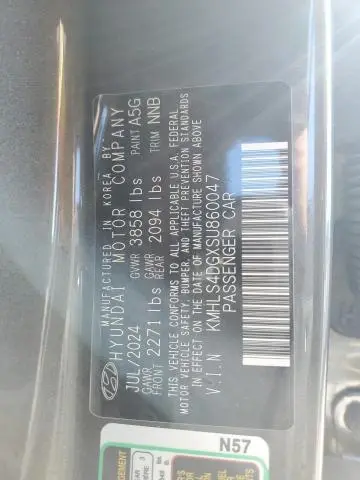 MANUFACTURED IN KOREA BY
HYUNDAI MOTOR COMPANY
JUL/2024 GVWR 3858 lbs PAINT A5G
GAWR FRONT 2271lbs GAWR REAR 2094 lbs TRIM NNB
THIS VEHICLE CONFORMS TO ALL APPLICABLE U.S.A. FEDERAL
MOTOR VEHICLE SAFETY, BUMPER, AND THEFT PREVENTION STANDARDS
IN EFFECT ON THE DATE OF MANUFACTURE SHOWN ABOVE
V.I.N KMHLS4DGXSU860047
PASSENGER CAR
N57